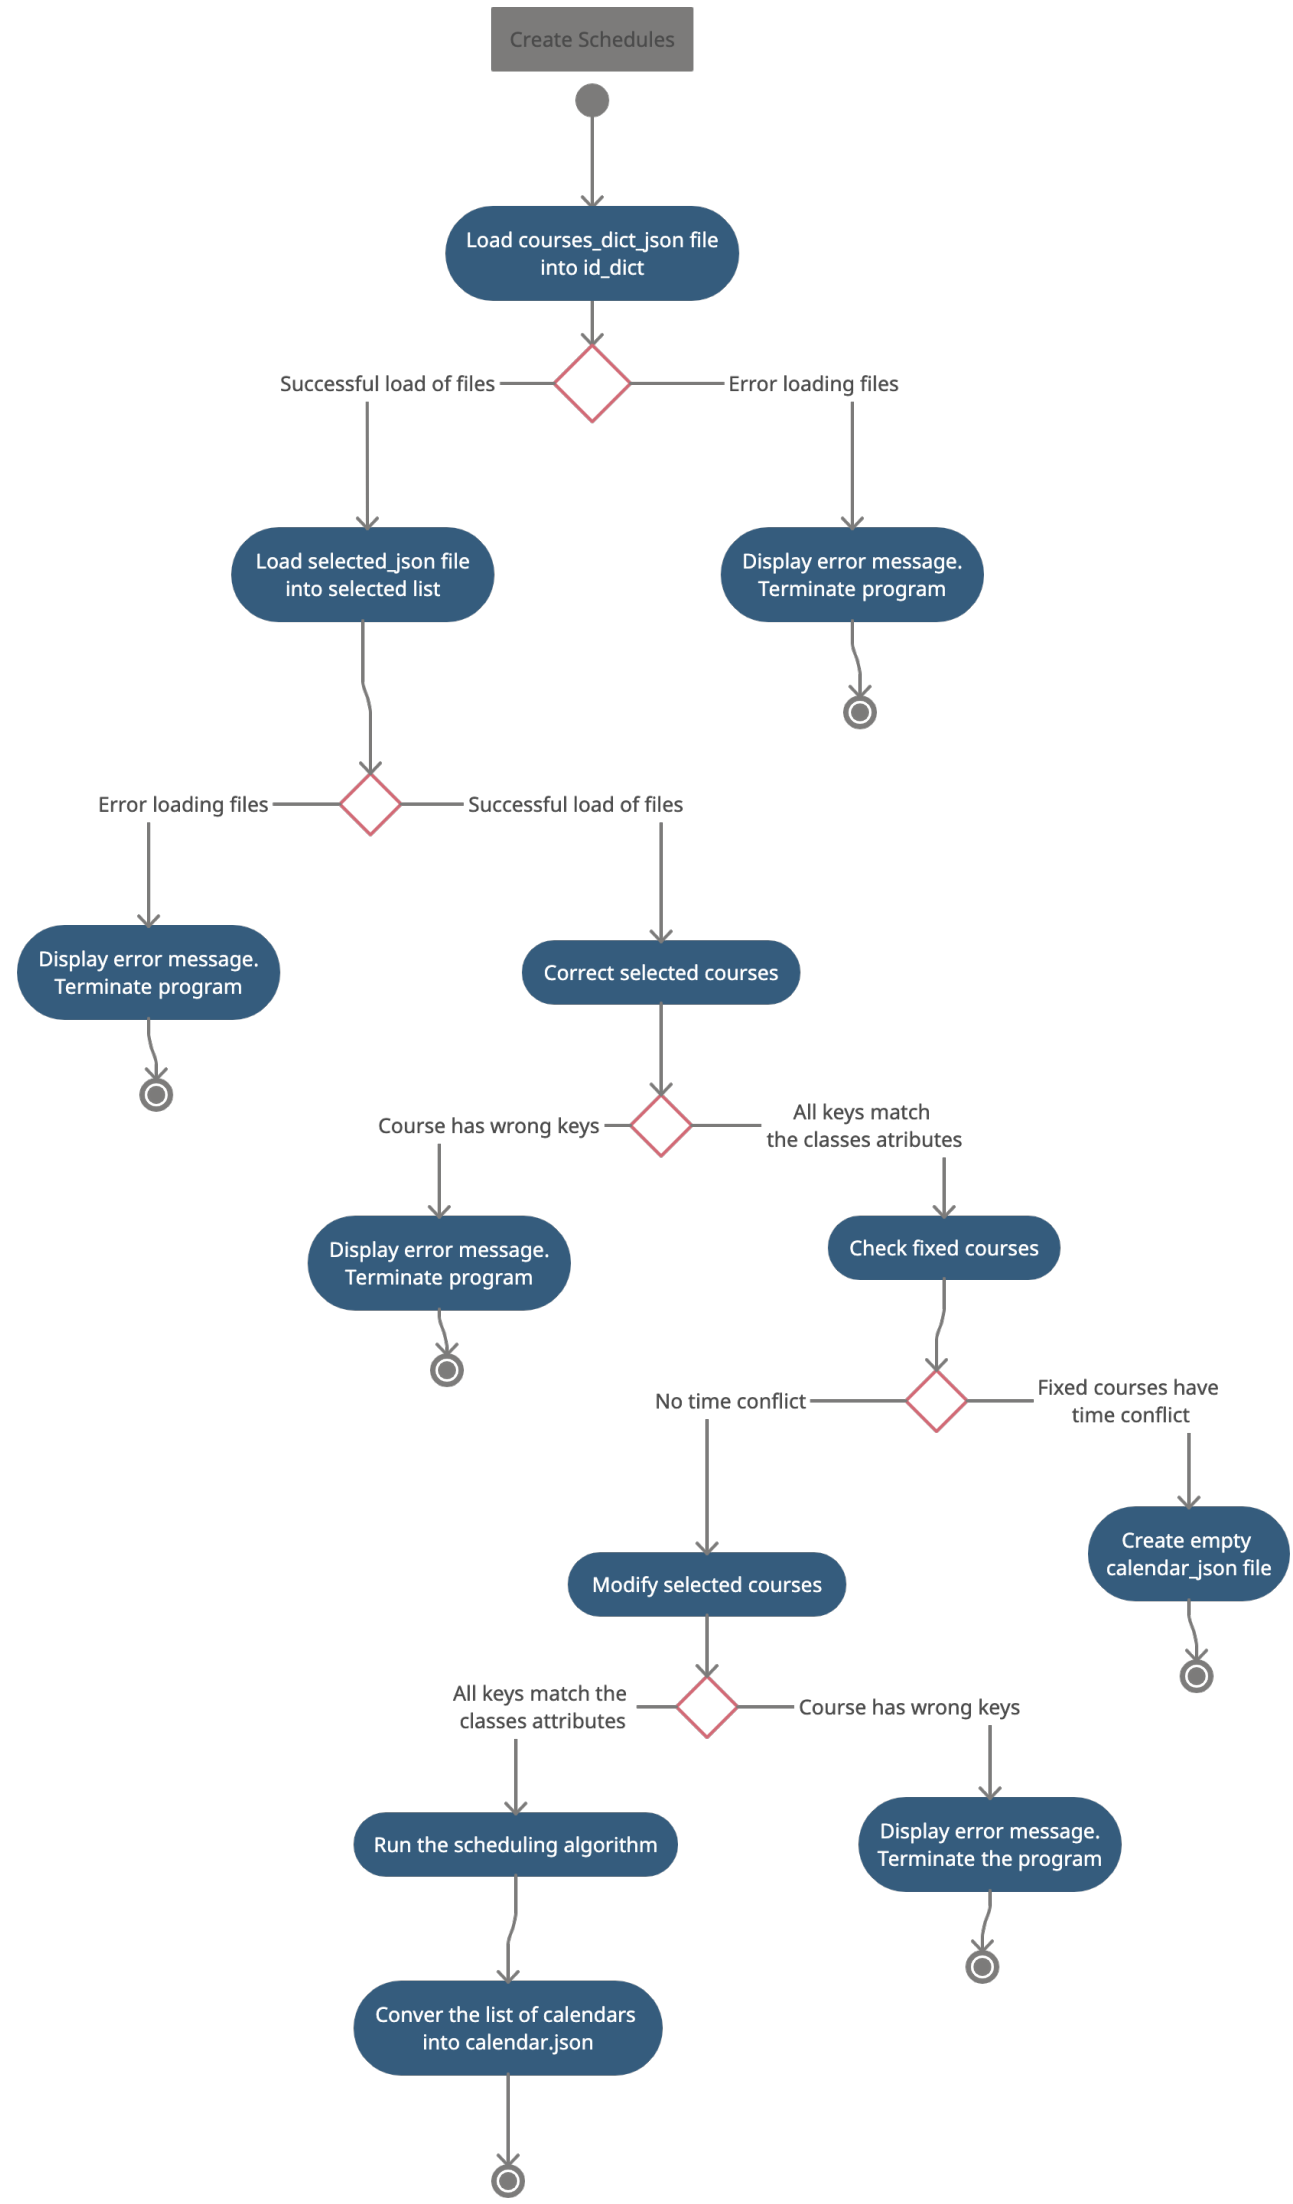 Create Schedules
Load courses_dict_json file
into id_dict
Successful load of files
Error loading files
Load selected_json file
into selected list
Display error message.
Terminate program
Error loading files
Successful load of files
Display error message.
Terminate program
Correct selected courses
Course has wrong keys
All keys match
the classes atributes
Display error message.
Terminate program
Check fixed courses
No time conflict
Fixed courses have
time conflict
Create empty
calendar_json file
Modify selected courses
All keys match the
classes attributes
Course has wrong keys
Run the scheduling algorithm
Display error message.
Terminate the program
Conver the list of calendars
into calendar.json